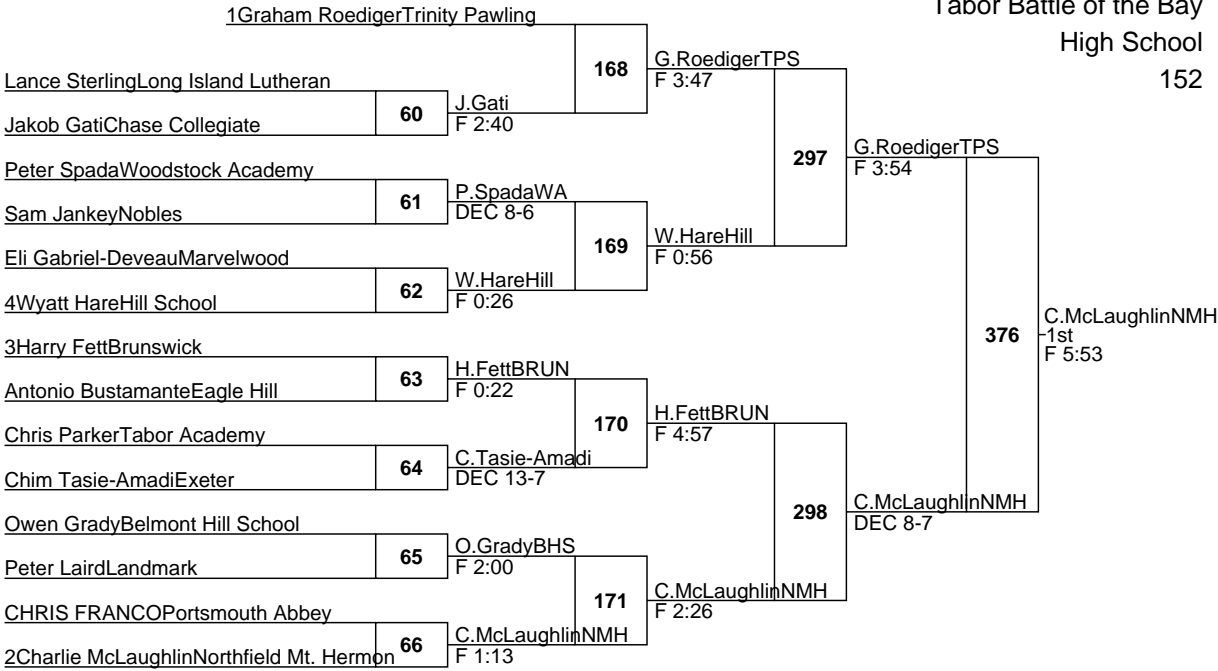 Tabor Battle of the Bay
High School
152
1Graham RoedigerTrinity Pawling
Lance SterlingLong Island Lutheran
Jakob GatiChase Collegiate
Peter SpadaWoodstock Academy
Sam JankeyNobles
Eli Gabriel-DeveauMarvelwood
4Wyatt HareHill School
3Harry FettBrunswick
Antonio BustamanteEagle Hill
Chris ParkerTabor Academy
Chim Tasie-AmadiExeter
Owen GradyBelmont Hill School
Peter LairdLandmark
CHRIS FRANCOPortsmouth Abbey
2Charlie McLaughlinNorthfield Mt. Hermon
60
61
62
63
64
65
66
J.Gati
F 2:40
P.SpadaWA
DEC 8-6
W.HareHill
F 0:26
H.FettBRUN
F 0:22
C.Tasie-Amadi
DEC 13-7
O.GradyBHS
F 2:00
C.McLaughlinNMH
F 1:13
168
169
170
171
G.RoedigerTPS
F 3:47
W.HareHill
F 0:56
H.FettBRUN
F 4:57
C.McLaughlinNMH
F 2:26
297
298
G.RoedigerTPS
F 3:54
C.McLaughlinNMH
DEC 8-7
376
C.McLaughlinNMH
1st
F 5:53